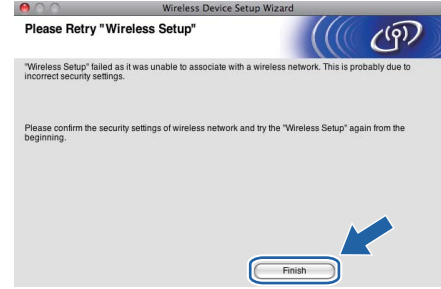 Wireless Device Setup Wizard
Please Retry "Wireless Setup"
"Wireless Setup" failed as it was unable to associate with a wireless network. This is probably due to
incorrect security settings.
Please confirm the security settings of wireless network and try the "Wireless Setup" again from the
beginning.
Finish